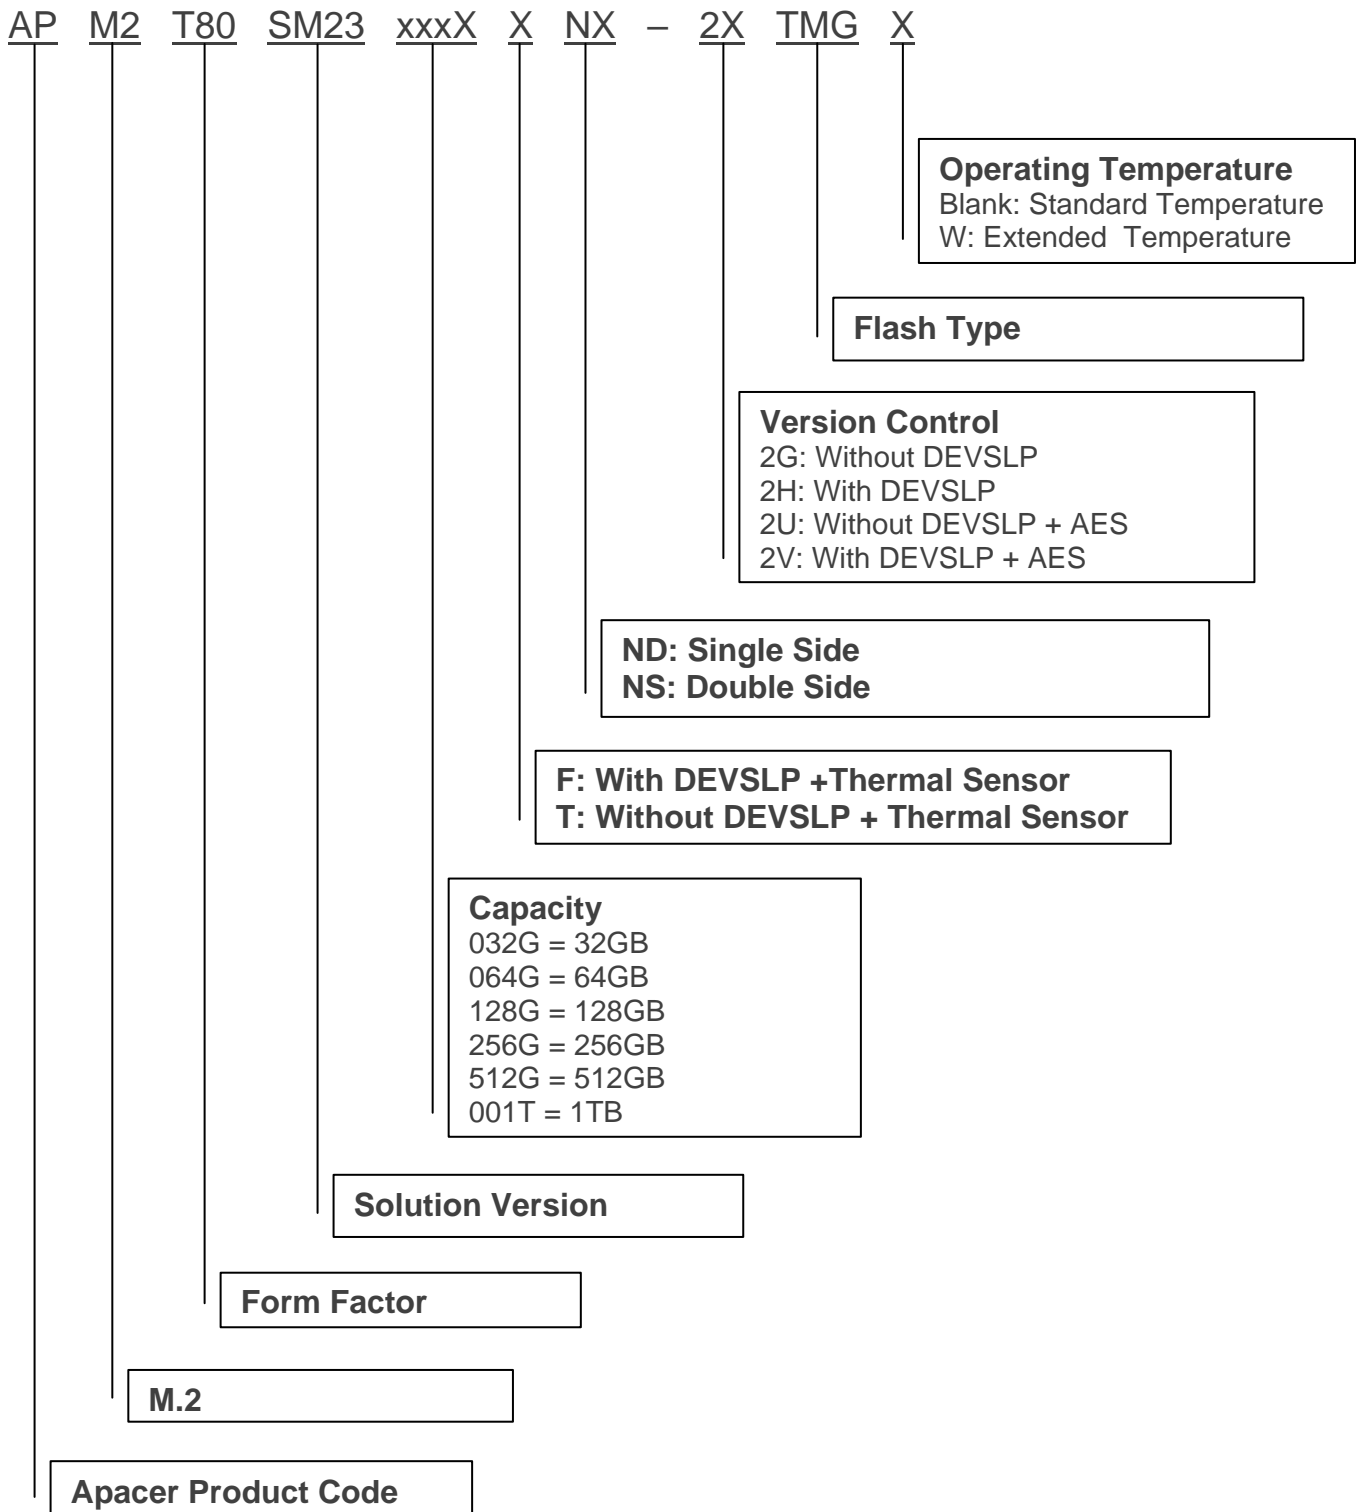 AP M2 T80 SM23 xxxX X NX – 2X TMG X
Operating Temperature
Blank: Standard Temperature
W: Extended Temperature
Flash Type
Version Control
2G: Without DEVSLP
2H: With DEVSLP
2U: Without DEVSLP + AES
2V: With DEVSLP + AES
ND: Single Side
NS: Double Side
F: With DEVSLP +Thermal Sensor
T: Without DEVSLP + Thermal Sensor
Capacity
032G = 32GB
064G = 64GB
128G = 128GB
256G = 256GB
512G = 512GB
001T = 1TB
Solution Version
Form Factor
M.2
Apacer Product Code